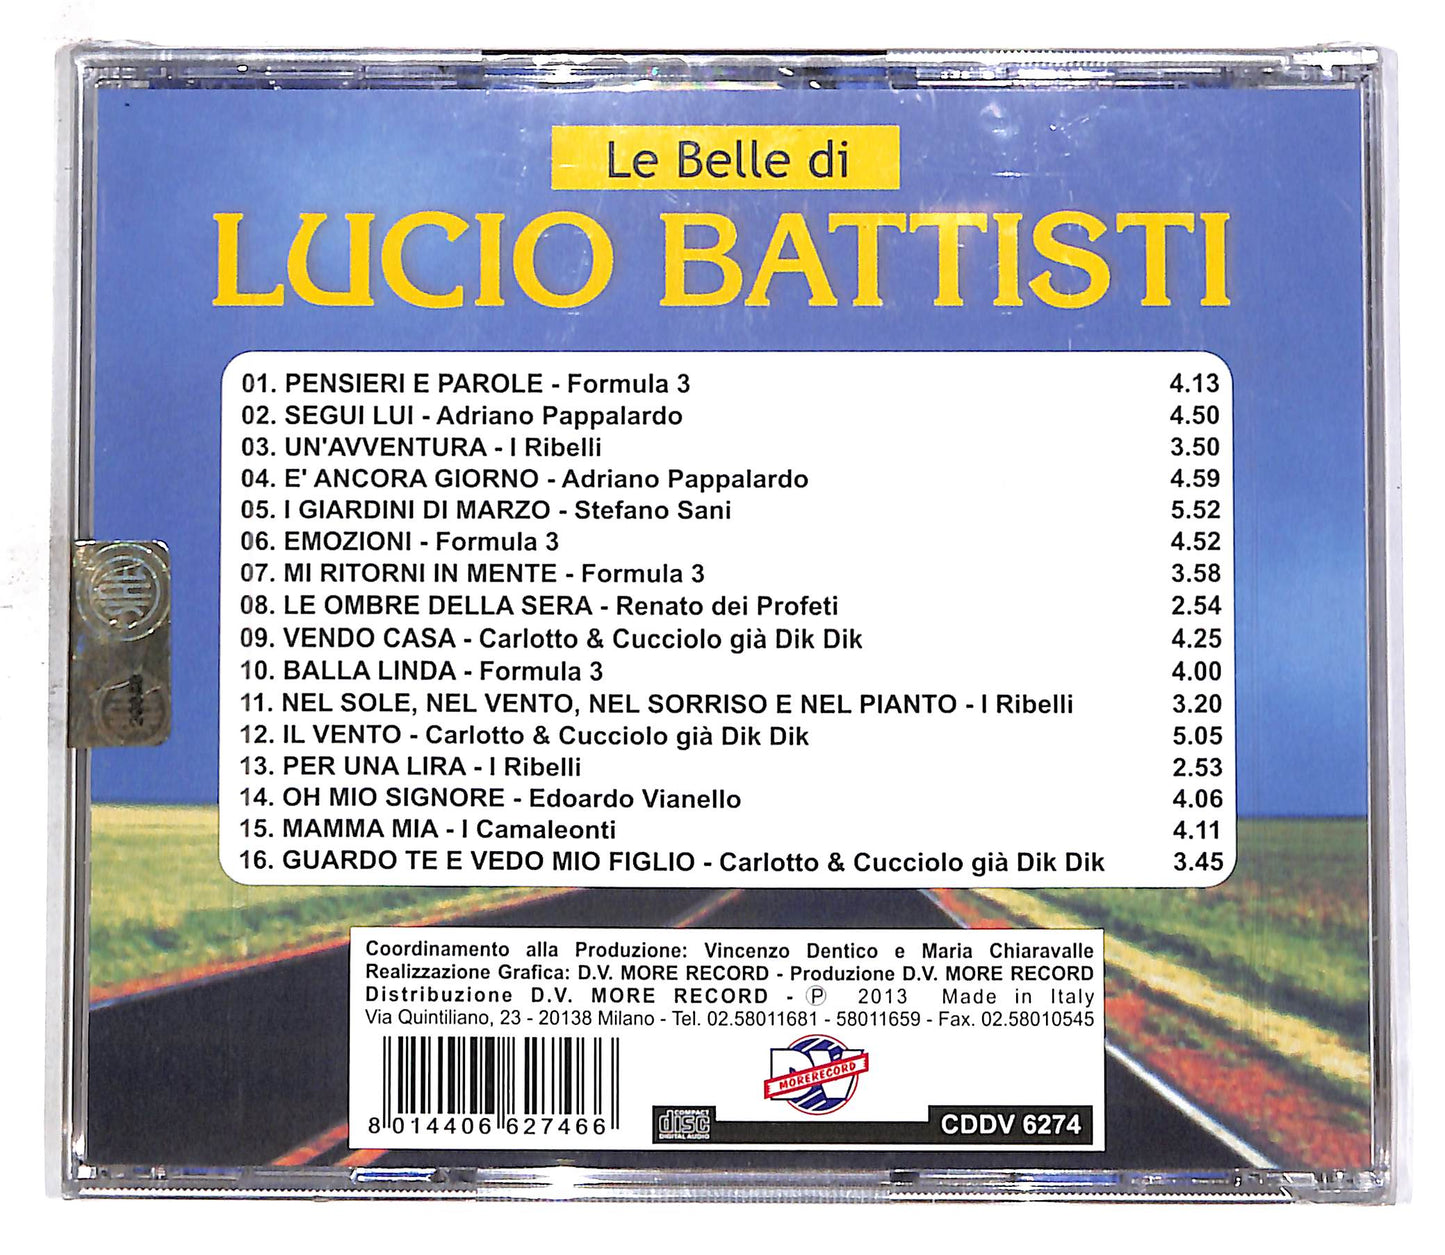 Le Belle di
LUCIO BATTISTI
01. PENSIERI E PAROLE - Formula 3 4.13
02. SEGUI LUI - Adriano Pappalardo 4.50
03. UN'AVVENTURA - I Ribelli 3.50
04. E' ANCORA GIORNO - Adriano Pappalardo 4.59
05. I GIARDINI DI MARZO - Stefano Sani 5.52
06. EMOZIONI - Formula 3 4.52
07. MI RITORNI IN MENTE - Formula 3 3.58
08. LE OMBRE DELLA SERA - Renato dei Profeti 2.54
09. VENDO CASA - Carlotto & Cucciolo già Dik Dik 4.25
10. BALLA LINDA - Formula 3 4.00
11. NEL SOLE, NEL VENTO, NEL SORRISO E NEL PIANTO - I Ribelli 3.20
12. IL VENTO - Carlotto & Cucciolo già Dik Dik 5.05
13. PER UNA LIRA - I Ribelli 2.53
14. OH MIO SIGNORE - Edoardo Vianello 4.06
15. MAMMA MIA - I Camaleonti 4.11
16. GUARDO TE E VEDO MIO FIGLIO - Carlotto & Cucciolo già Dik Dik 3.45
SIAE
Coordinamento alla Produzione: Vincenzo Dentico e Maria Chiaravalle
Realizzazione Grafica: D.V. MORE RECORD - Produzione D.V. MORE RECORD
Distribuzione D.V. MORE RECORD - ℗ 2013 Made in Italy
Via Quintiliano, 23 - 20138 Milano - Tel. 02.58011681 - 58011659 - Fax. 02.58010545
MORERECORD
8 014406 627466
COMPACT
disc
DIGITAL AUDIO
CDDV 6274